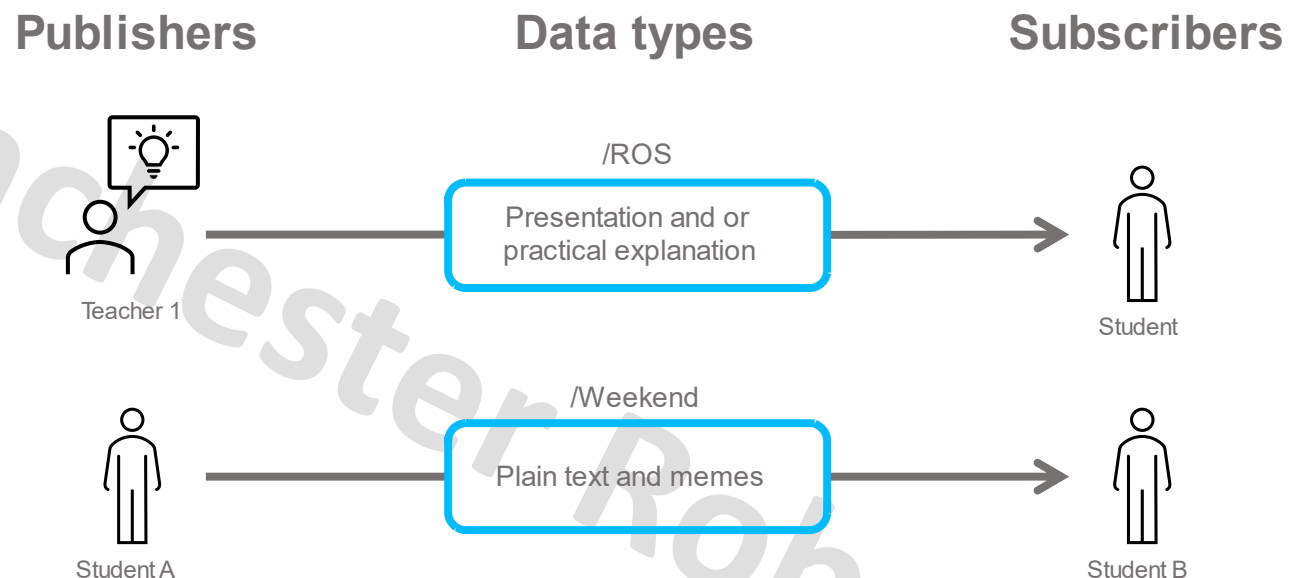 Publishers
Data types
Subscribers
/ROS
Presentation and or
practical explanation
Teacher 1
Student
/Weekend
Plain text and memes
Student A
Student B